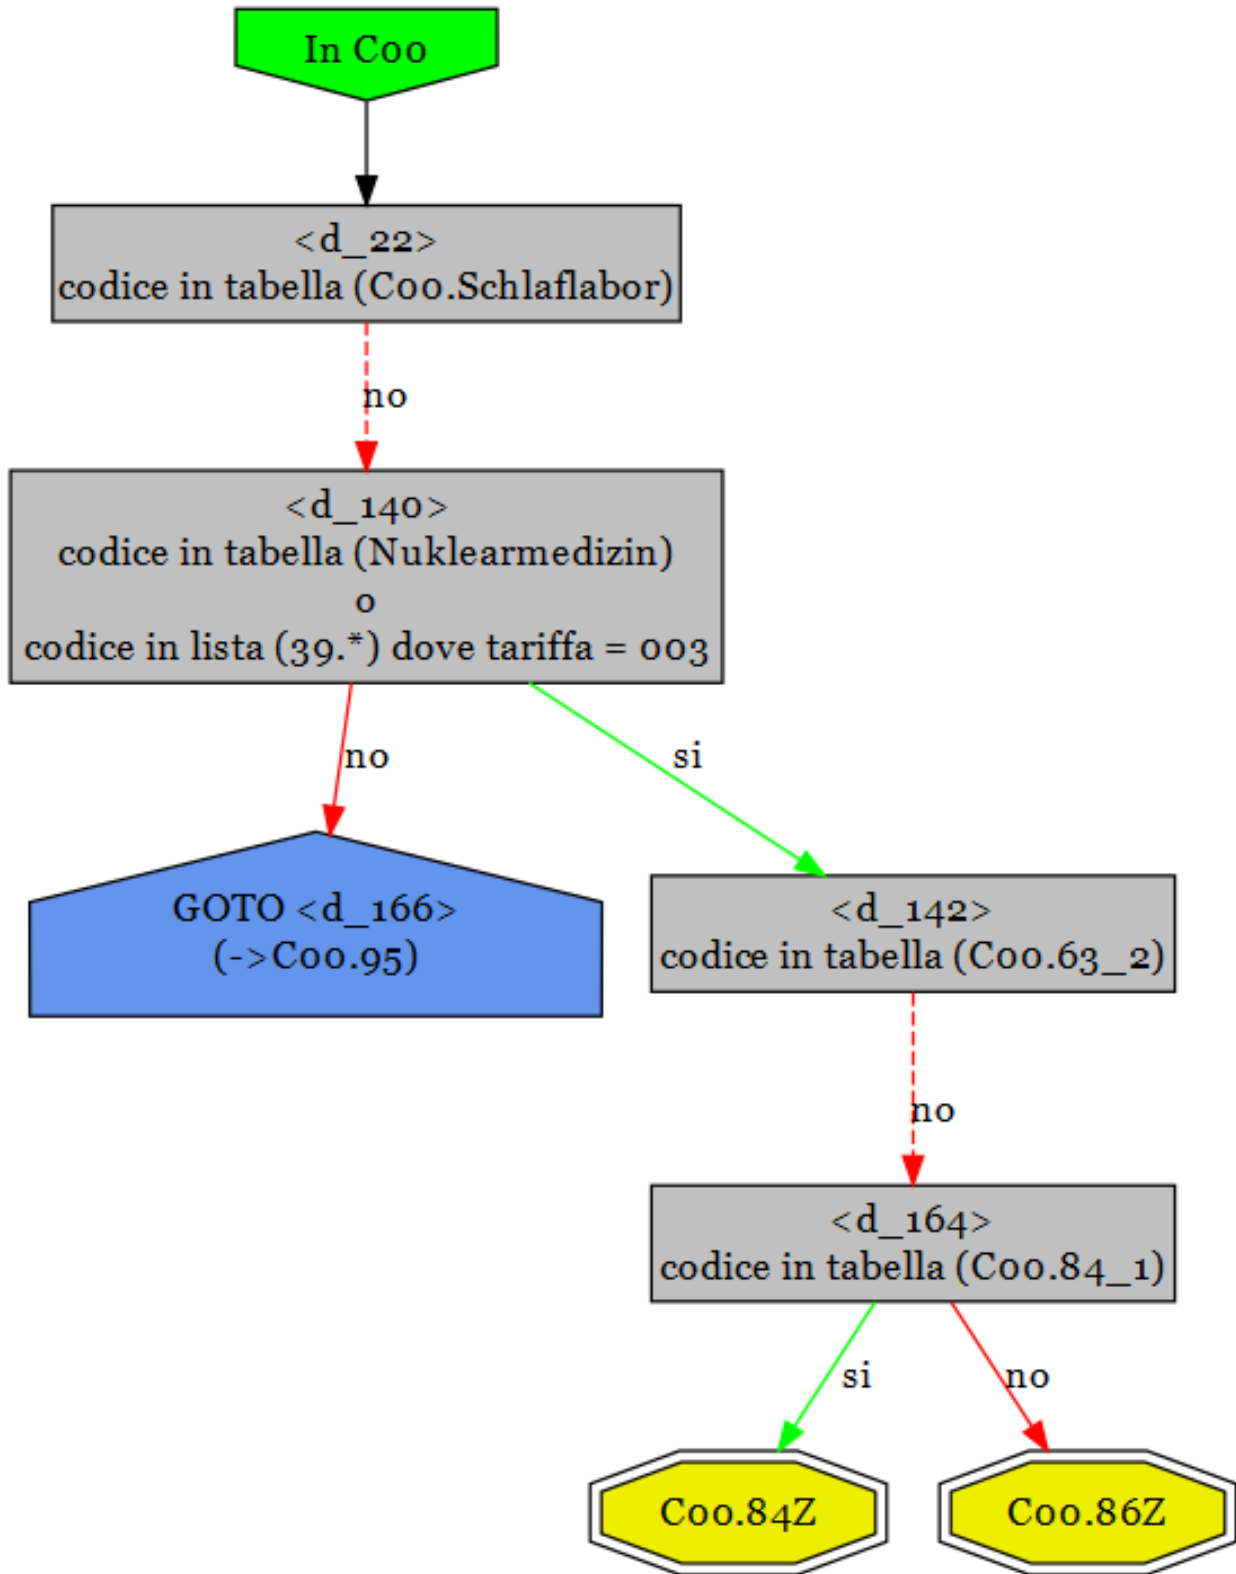 In C00
<d_22>
codice in tabella (C00.Schlaflabor)
no
<d_140>
codice in tabella (Nuklearmedizin)
o
codice in lista (39.*) dove tariffa = 003
no
si
GOTO <d_166>
(->C00.95)
<d_142>
codice in tabella (C00.63_2)
no
<d_164>
codice in tabella (C00.84_1)
si
no
C00.84Z
C00.86Z